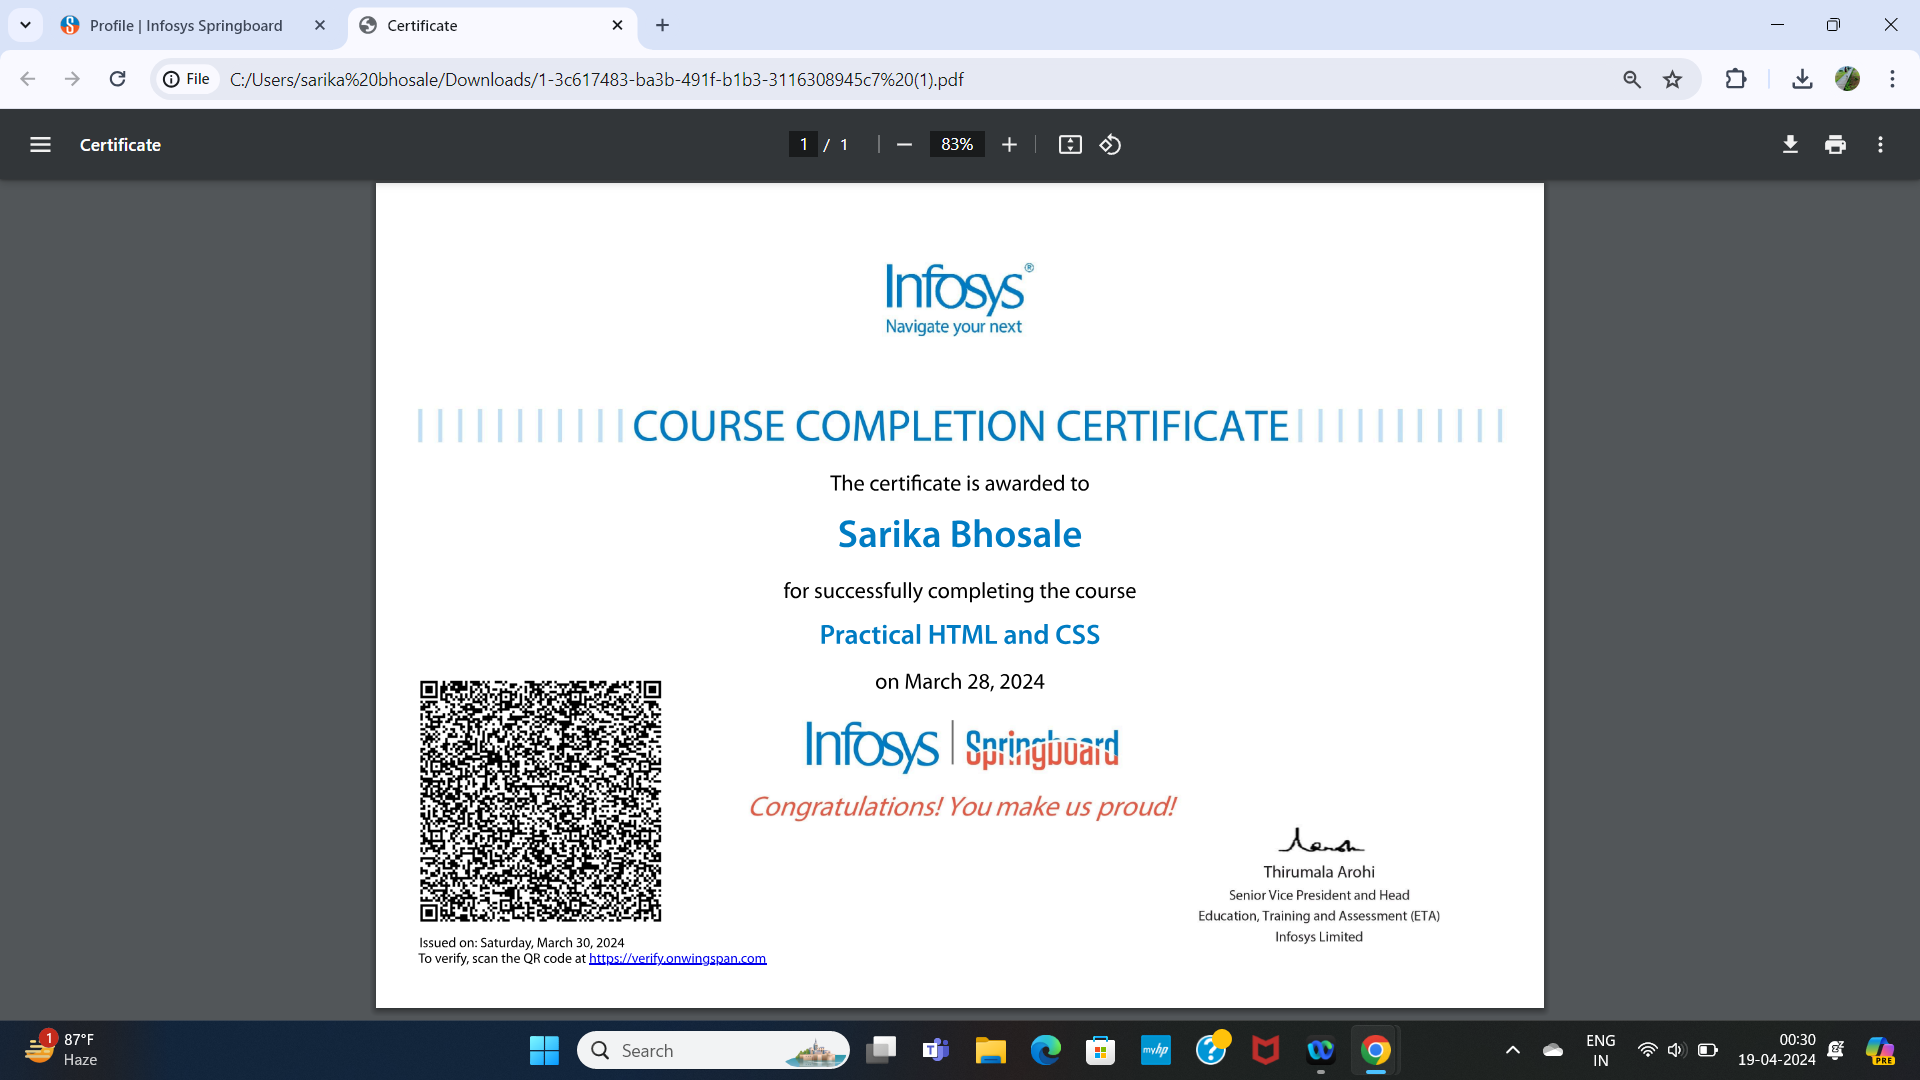 Profile | Infosys Springboard
Certificate
File
C:/Users/sarika%20bhosale/Downloads/1-3c617483-ba3b-491f-b1b3-3116308945c7%20(1).pdf
Certificate
1 / 1
83%
Infosys®
Navigate your next
COURSE COMPLETION CERTIFICATE
The certificate is awarded to
Sarika Bhosale
for successfully completing the course
Practical HTML and CSS
on March 28, 2024
Infosys | Springboard
Congratulations! You make us proud!
Thirumala Arohi
Senior Vice President and Head
Education, Training and Assessment (ETA)
Infosys Limited
Issued on: Saturday, March 30, 2024
To verify, scan the QR code at https://verify.onwingspan.com
1
87°F
Haze
Search
myhp
ENG
IN
00:30
19-04-2024
PRE